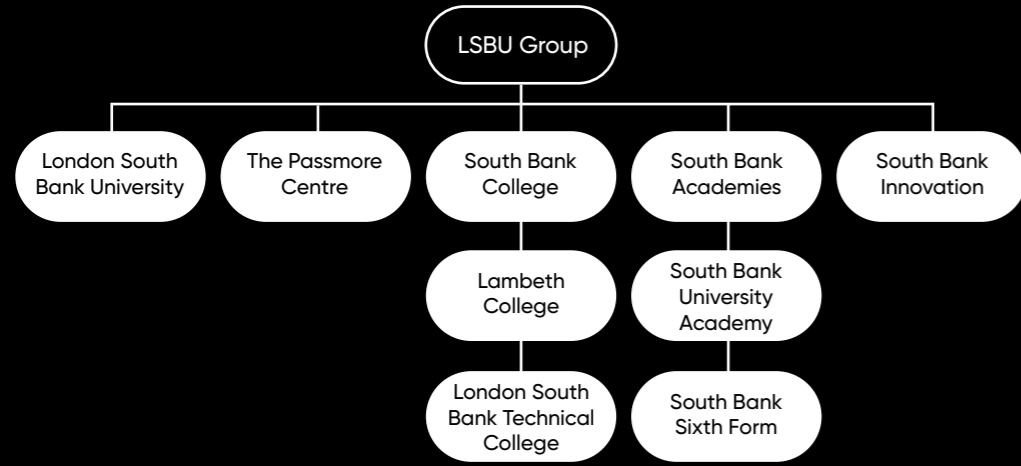 LSBU Group
London South
Bank University
The Passmore
Centre
South Bank
College
South Bank
Academies
South Bank
Innovation
Lambeth
College
South Bank
University
Academy
London South
Bank Technical
College
South Bank
Sixth Form